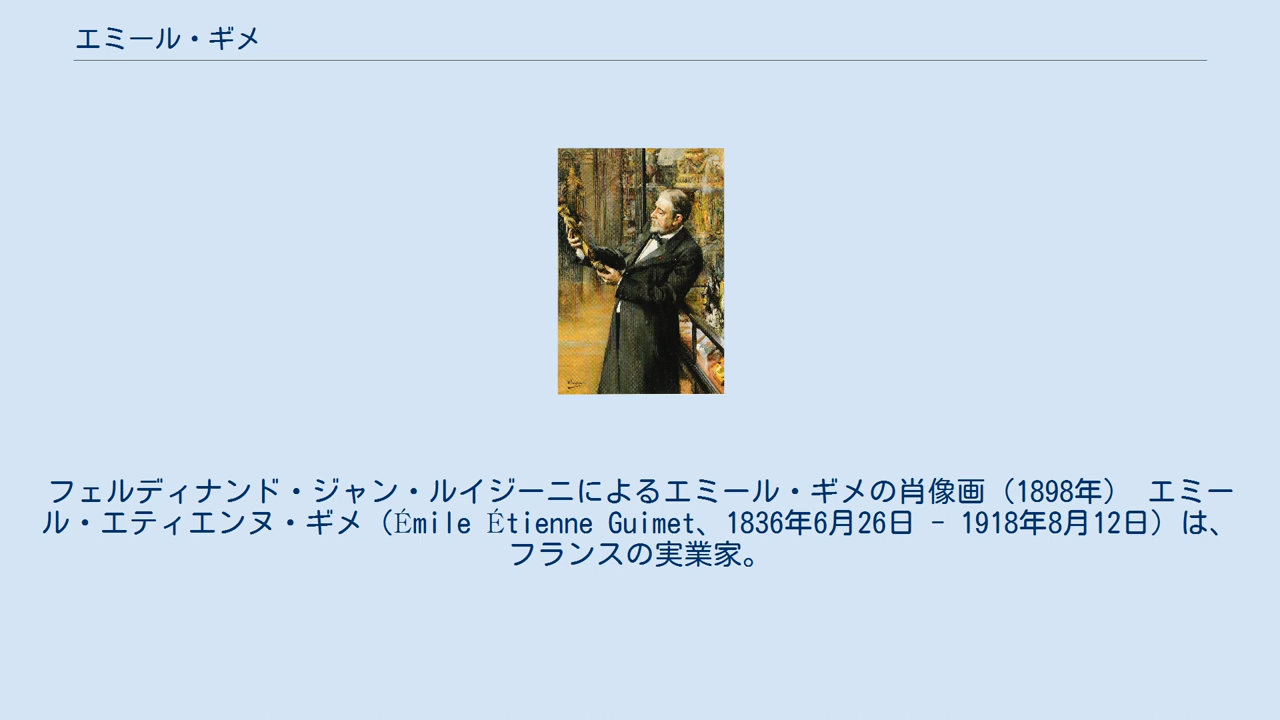 エミール・ギメ
フェルディナンド・ジャン・ルイジーニによるエミール・ギメの肖像画（1898年） エミー
ル・エティエンヌ・ギメ（Émile Étienne Guimet、1836年6月26日 - 1918年8月12日）は、
フランスの実業家。